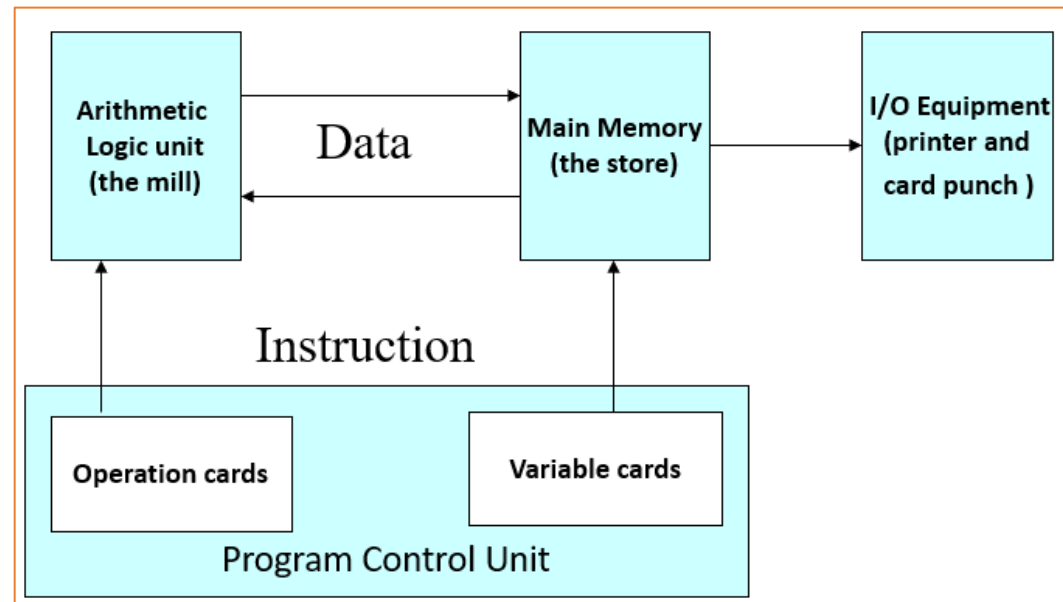 Arithmetic
Logic unit
(the mill)
Data
Main Memory
(the store)
I/O Equipment
(printer and
card punch )
Instruction
Operation cards
Variable cards
Program Control Unit